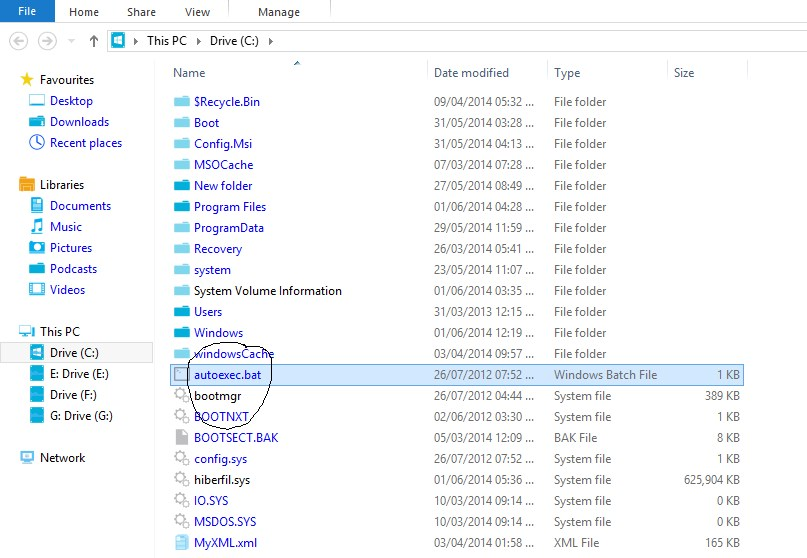 File Home Share View Manage
This PC Drive (C:)
Name Date modified Type Size
Favourites
Desktop
Downloads
Recent places
Libraries
Documents
Music
Pictures
Podcasts
Videos
This PC
Drive (C:)
E: Drive (E:)
Drive (F:)
G: Drive (G:)
Network
$Recycle.Bin 09/04/2014 05:32 ... File folder
Boot 31/05/2014 03:28 ... File folder
Config.Msi 31/05/2014 04:13 ... File folder
MSOCache 07/03/2014 07:28 ... File folder
New folder 27/05/2014 08:49 ... File folder
Program Files 01/06/2014 04:28 ... File folder
ProgramData 29/05/2014 11:59 ... File folder
Recovery 26/03/2014 05:41 ... File folder
system 23/05/2014 11:07 ... File folder
System Volume Information 01/06/2014 03:35 ... File folder
Users 31/03/2013 12:15 ... File folder
Windows 01/06/2014 12:19 ... File folder
windowsCache 03/04/2014 09:57 ... File folder
autoexec.bat 26/07/2012 07:52 ... Windows Batch File 1 KB
bootmgr 26/07/2012 04:44 ... System file 389 KB
BOOTNXT 02/06/2012 03:30 ... System file 1 KB
BOOTSECT.BAK 05/03/2014 12:09 ... BAK File 8 KB
config.sys 26/07/2012 07:52 ... System file 1 KB
hiberfil.sys 01/06/2014 05:36 ... System file 625,904 KB
IO.SYS 10/03/2014 09:14 ... System file 0 KB
MSDOS.SYS 10/03/2014 09:14 ... System file 0 KB
MyXML.xml 03/04/2014 01:58 ... XML File 165 KB